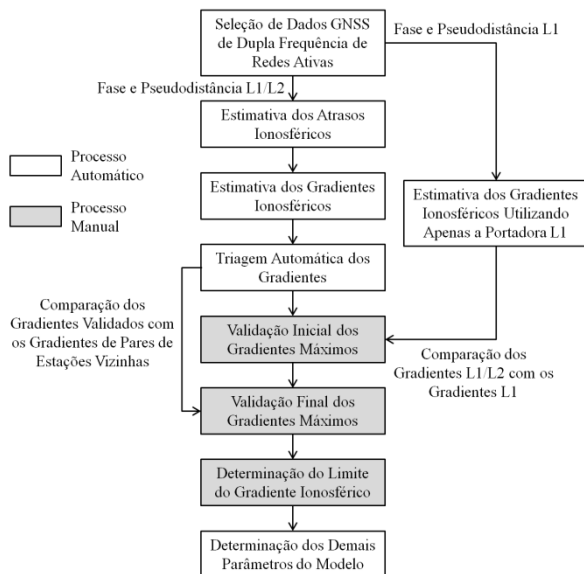 Seleção de Dados GNSS
de Dupla Frequência de
Redes Ativas
Fase e Pseudodistância L1
Fase e Pseudodistância L1/L2
Estimativa dos Atrasos
Ionosféricos
Processo
Automático
Processo
Manual
Estimativa dos Gradientes
Ionosféricos
Estimativa dos Gradientes
Ionosféricos Utilizando
Apenas a Portadora L1
Triagem Automática dos
Gradientes
Comparação dos
Gradientes Validados com
os Gradientes de Pares de
Estações Vizinhas
Validação Inicial dos
Gradientes Máximos
Comparação dos
Gradientes L1/L2 com os
Gradientes L1
Validação Final dos
Gradientes Máximos
Determinação do Limite
do Gradiente Ionosférico
Determinação dos Demais
Parâmetros do Modelo